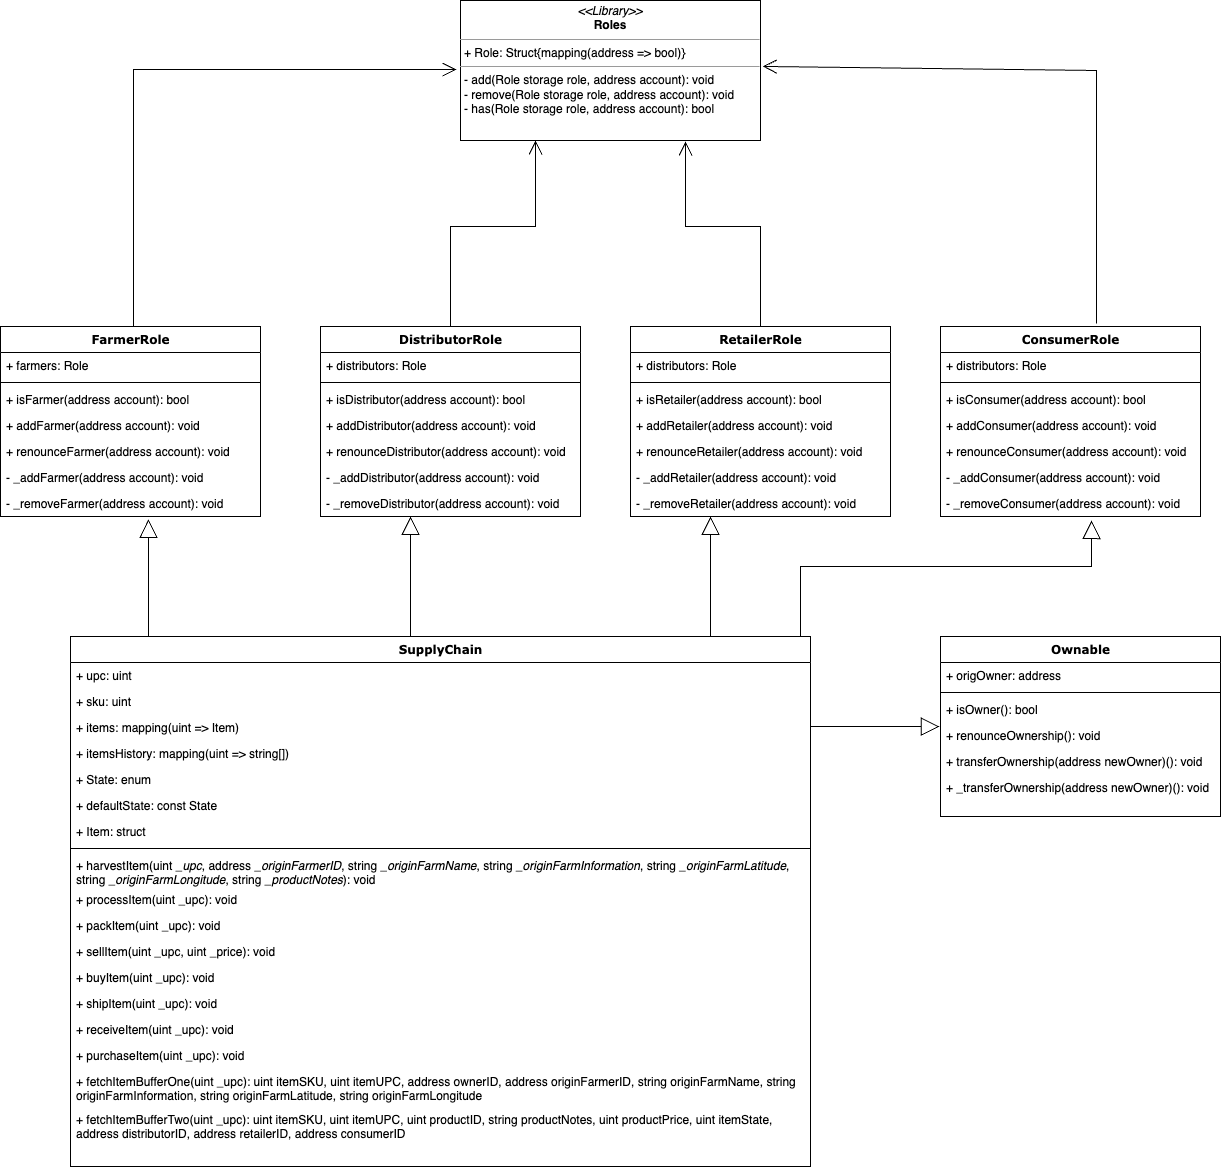 <<Library>>
Roles
+ Role: Struct{mapping(address => bool)}
- add(Role storage role, address account): void
- remove(Role storage role, address account): void
- has(Role storage role, address account): bool
FarmerRole
+ farmers: Role
+ isFarmer(address account): bool
+ addFarmer(address account): void
+ renounceFarmer(address account): void
- _addFarmer(address account): void
- _removeFarmer(address account): void
DistributorRole
+ distributors: Role
+ isDistributor(address account): bool
+ addDistributor(address account): void
+ renounceDistributor(address account): void
- _addDistributor(address account): void
- _removeDistributor(address account): void
RetailerRole
+ distributors: Role
+ isRetailer(address account): bool
+ addRetailer(address account): void
+ renounceRetailer(address account): void
- _addRetailer(address account): void
- _removeRetailer(address account): void
ConsumerRole
+ distributors: Role
+ isConsumer(address account): bool
+ addConsumer(address account): void
+ renounceConsumer(address account): void
- _addConsumer(address account): void
- _removeConsumer(address account): void
SupplyChain
+ upc: uint
+ sku: uint
+ items: mapping(uint => Item)
+ itemsHistory: mapping(uint => string[])
+ State: enum
+ defaultState: const State
+ Item: struct
+ harvestItem(uint _upc, address _originFarmerID, string _originFarmName, string _originFarmInformation, string _originFarmLatitude,
string _originFarmLongitude, string _productNotes): void
+ processItem(uint _upc): void
+ packItem(uint _upc): void
+ sellItem(uint _upc, uint _price): void
+ buyItem(uint _upc): void
+ shipItem(uint _upc): void
+ receiveItem(uint _upc): void
+ purchaseItem(uint _upc): void
+ fetchItemBufferOne(uint _upc): uint itemSKU, uint itemUPC, address ownerID, address originFarmerID, string originFarmName, string
originFarmInformation, string originFarmLatitude, string originFarmLongitude
+ fetchItemBufferTwo(uint _upc): uint itemSKU, uint itemUPC, uint productID, string productNotes, uint productPrice, uint itemState,
address distributorID, address retailerID, address consumerID
Ownable
+ origOwner: address
+ isOwner(): bool
+ renounceOwnership(): void
+ transferOwnership(address newOwner)(): void
+ _transferOwnership(address newOwner)(): void